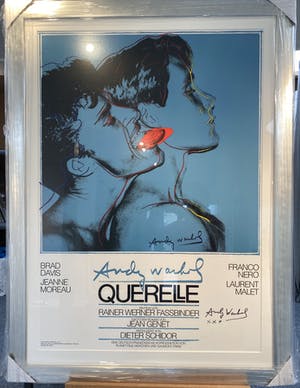 Andy Warhol
BRAD
DAVIS
JEANNE
MOREAU
Andy Warhol
FRANCO
NERO
LAURENT
MALET
QUERELLE
RAINER WERNER FASSBINDER
JEAN GENET
DIETER SCHIDOR
Andy Warhol